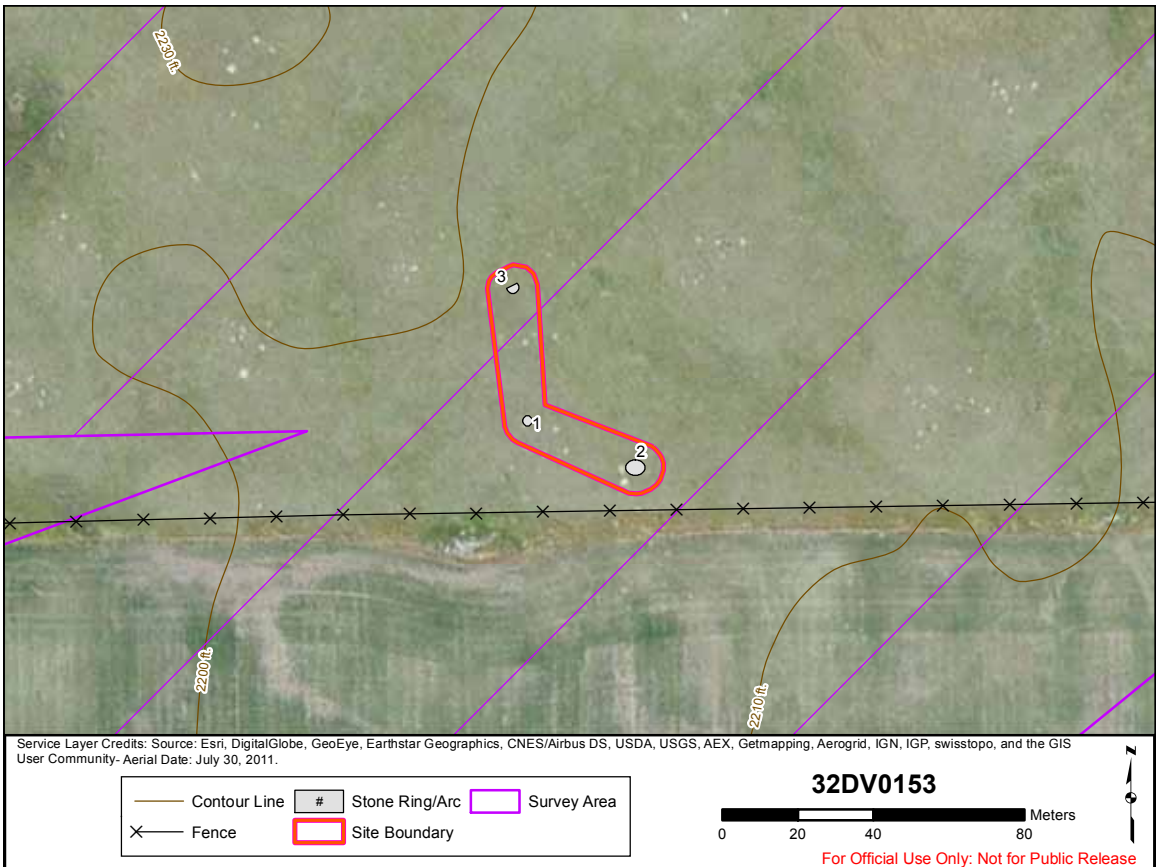 2230 ft.
3
1
2
2200 ft.
2210 ft.
Service Layer Credits: Source: Esri, DigitalGlobe, GeoEye, Earthstar Geographics, CNES/Airbus DS, USDA, USGS, AEX, Getmapping, Aerogrid, IGN, IGP, swisstopo, and the GIS
User Community- Aerial Date: July 30, 2011.
Contour Line # Stone Ring/Arc Survey Area
Fence Site Boundary
32DV0153
Meters
0 20 40 80
N
For Official Use Only: Not for Public Release